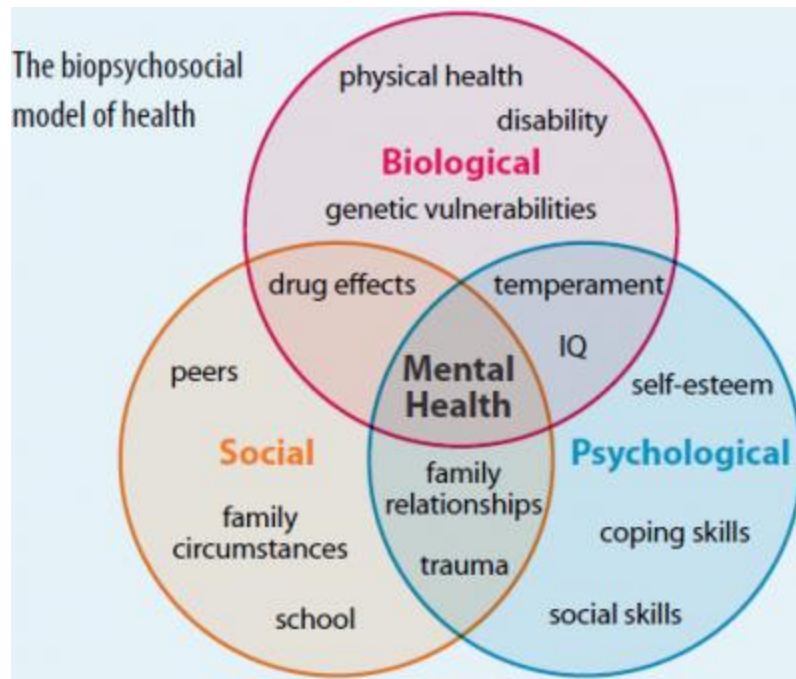 The biopsychosocial
model of health
physical health
disability
Biological
genetic vulnerabilities
drug effects
temperament
IQ
Mental
Health
peers
self-esteem
Social
Psychological
family
relationships
family
circumstances
coping skills
trauma
school
social skills